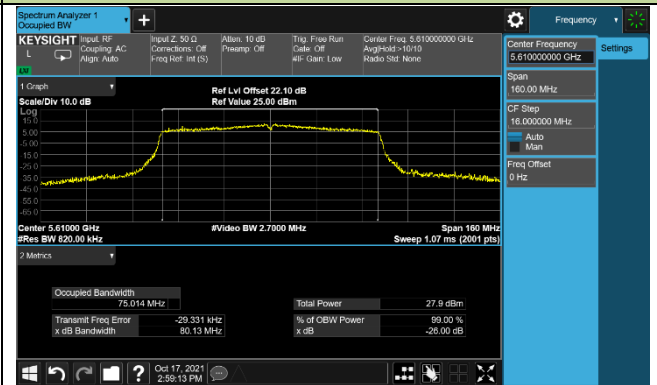 Spectrum Analyzer 1
Occupied BW
+
Frequency
KEYSIGHT
L
Input: RF
Coupling: AC
Align: Auto
Input Z: 50 Ω
Corrections: Off
Freq Ref: Int (S)
Atten: 10 dB
Preamp: Off
Trig: Free Run
Gate: Off
#IF Gain: Low
Center Freq: 5.610000000 GHz
Avg|Hold:>10/10
Radio Std: None
Center Frequency
5.610000000 GHz
Settings
Span
160.00 MHz
CF Step
16.000000 MHz
Auto
Man
Freq Offset
0 Hz
1 Graph
Scale/Div 10.0 dB
Ref Lvl Offset 22.10 dB
Ref Value 25.00 dBm
Log
15.0
5.00
-5.00
-15.0
-25.0
-35.0
-45.0
-55.0
-65.0
Center 5.61000 GHz
#Video BW 2.7000 MHz
Span 160 MHz
#Res BW 820.00 kHz
Sweep 1.07 ms (2001 pts)
2 Metrics
Occupied Bandwidth
75.014 MHz
Total Power 27.9 dBm
Transmit Freq Error -29.331 kHz
% of OBW Power 99.00 %
x dB Bandwidth 80.13 MHz
x dB -26.00 dB
?
Oct 17, 2021
2:59:13 PM